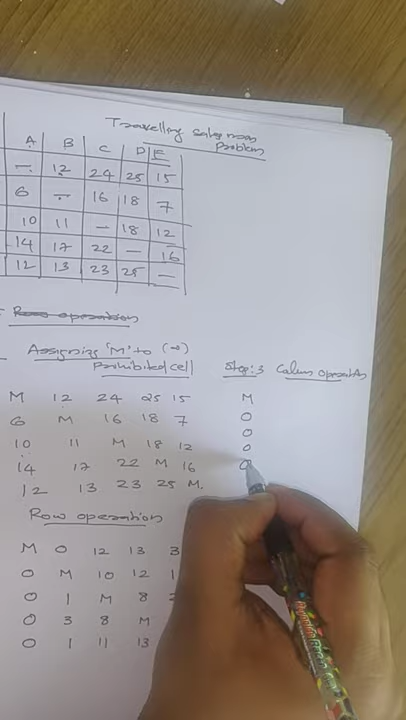 Travelling salesman
Problem
A B C D E
— 12 24 25 15
6 — 16 18 7
10 11 — 18 12
14 17 22 — 16
12 13 23 25 —
Row operation
Assigning 'M' to (∞)
Prohibited cell
M 12 24 25 15
6 M 16 18 7
10 11 M 18 12
14 17 22 M 16
12 13 23 25 M.
Step: 3 Colum operation
M
0
0
0
0
Row operation
M 0 12 13 3
0 M 10 12 1
0 1 M 8
0 3 8 M
0 1 11 13